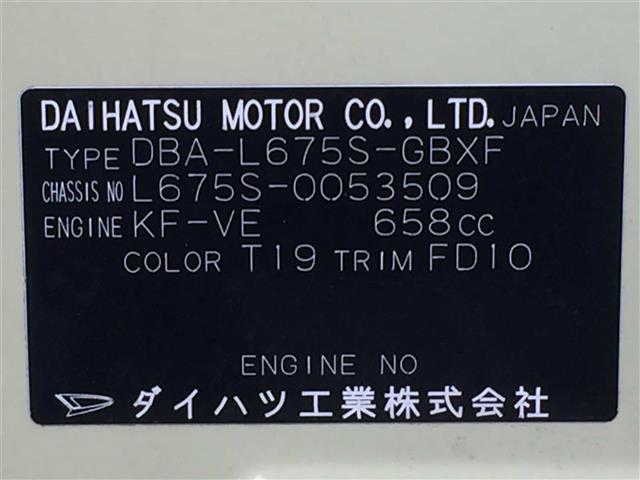 DAIHATSU MOTOR CO., LTD. JAPAN
TYPE DBA-L675S-GBXF
CHASSIS NO L675S-0053509
ENGINE KF-VE 658CC
COLOR T19 TRIM FD10
ENGINE NO
ダイハツ工業株式会社